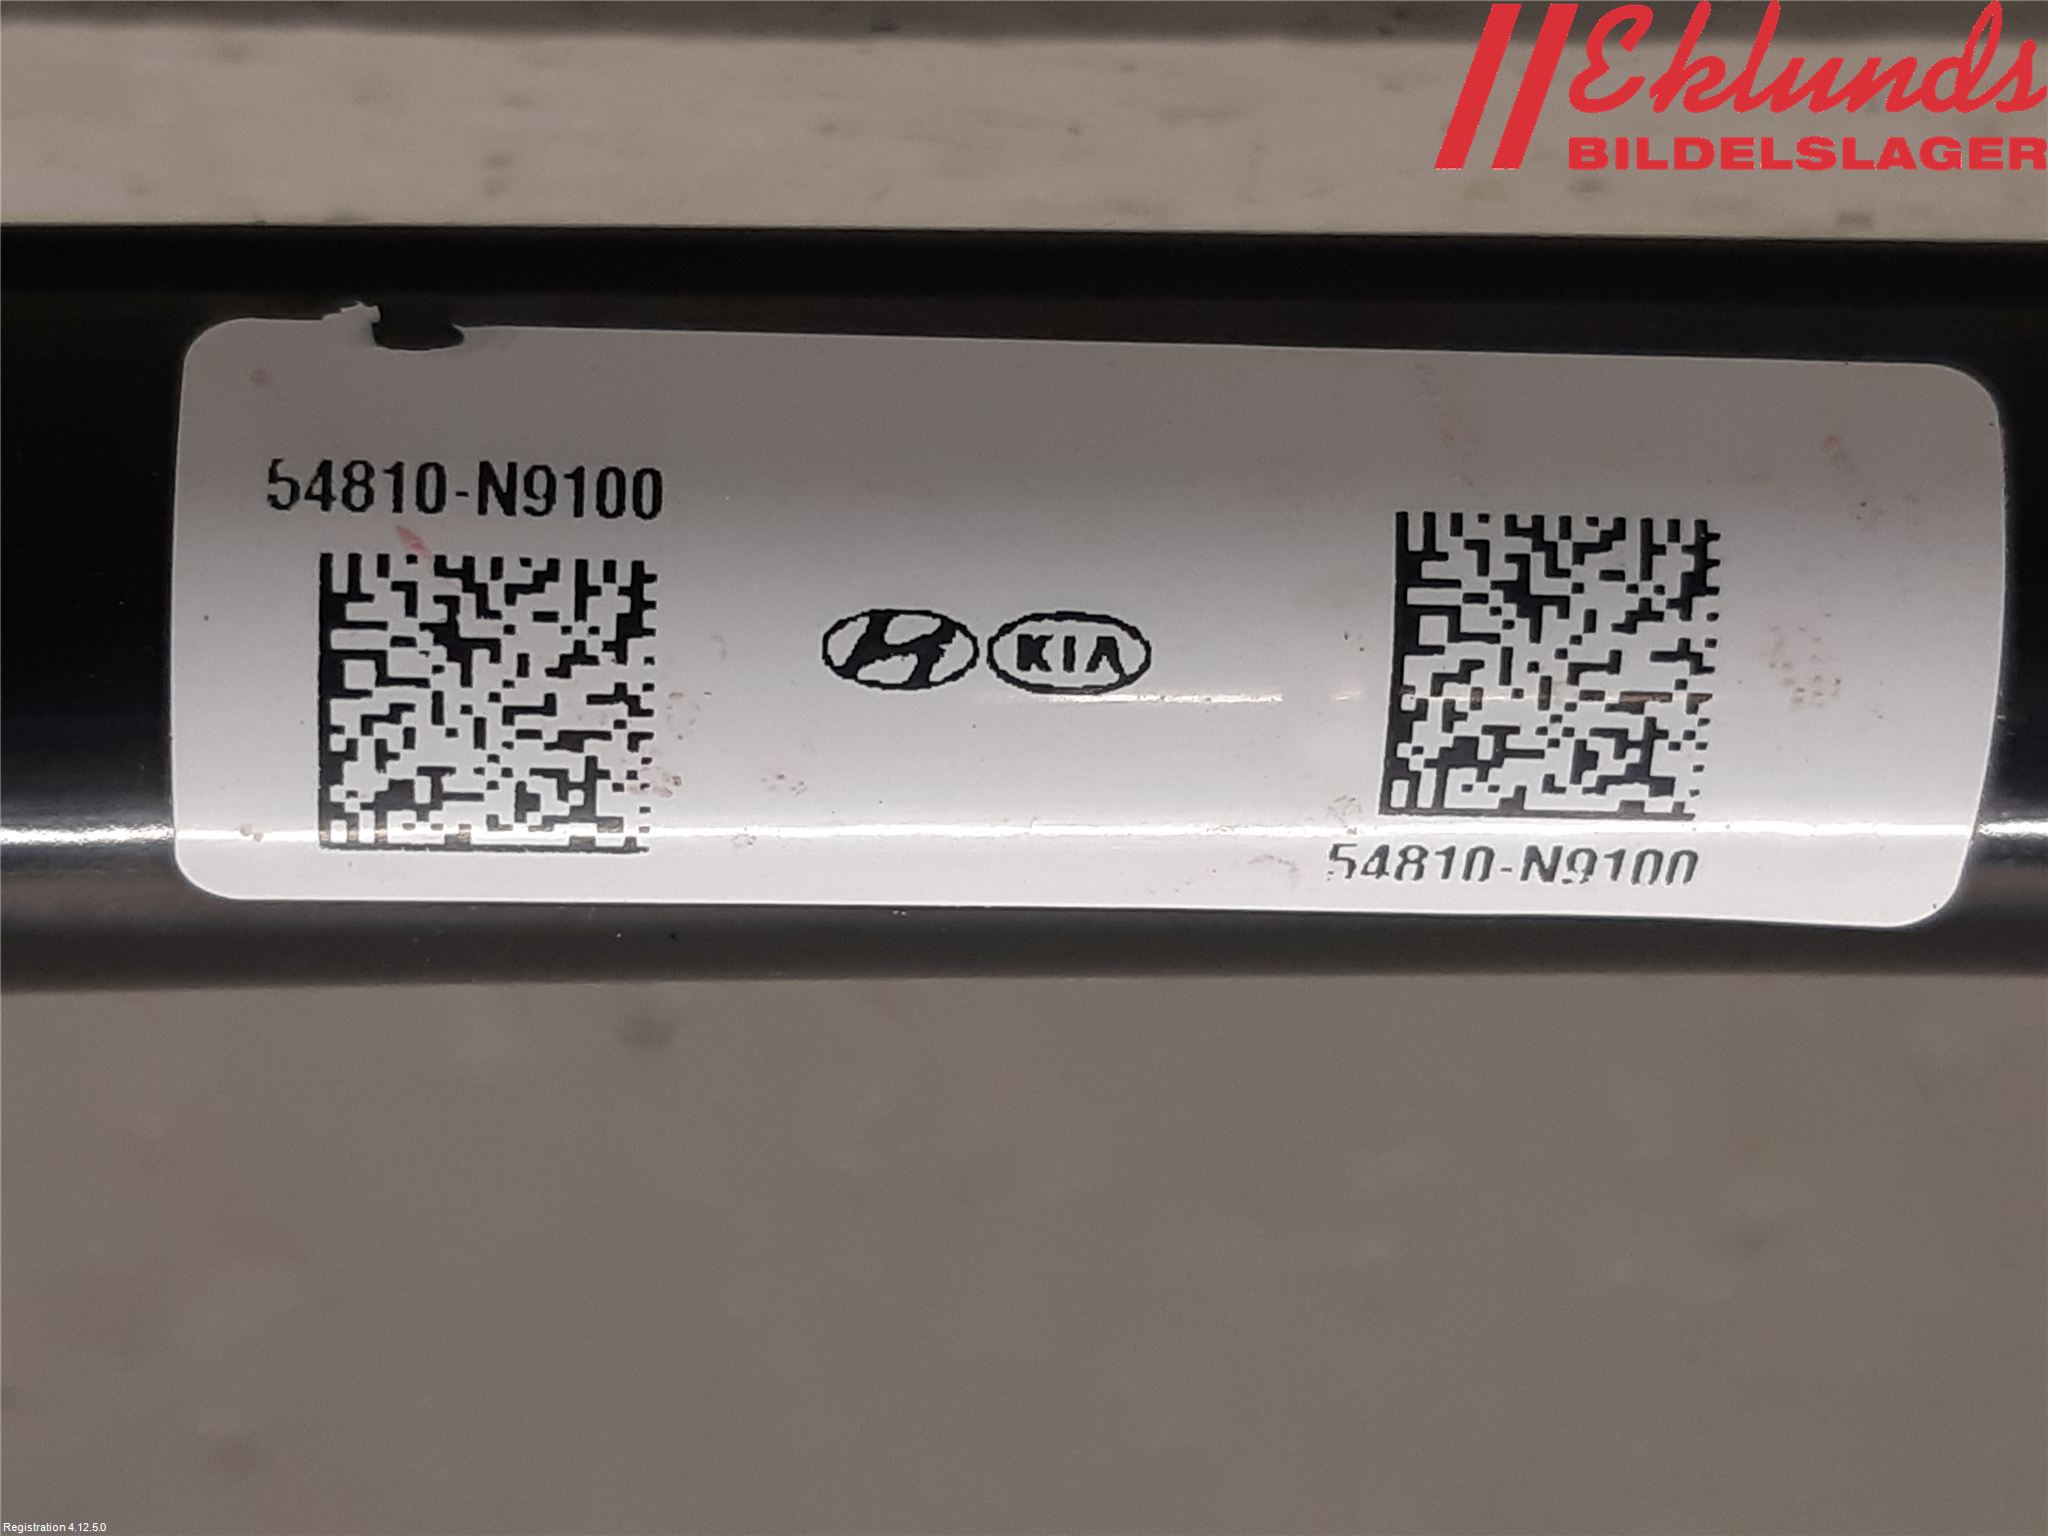 Eklunds
BILDELSLAGER
54810-N9100
KIA
54810-N9100
Registration 4.12.5.0